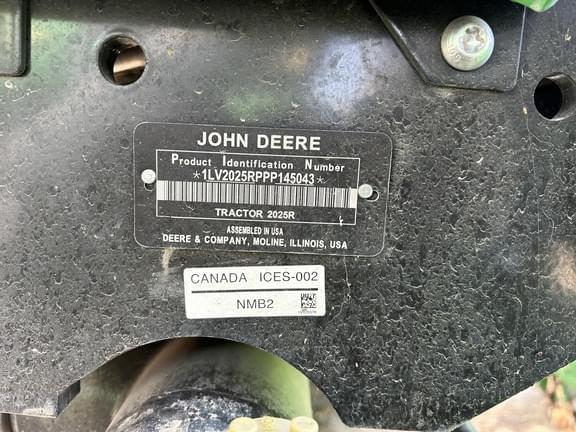 JOHN DEERE
Product Identification Number
*1LV2025RPPP145043*
TRACTOR 2025R
ASSEMBLED IN USA
DEERE & COMPANY, MOLINE, ILLINOIS, USA
CANADA ICES-002
NMB2